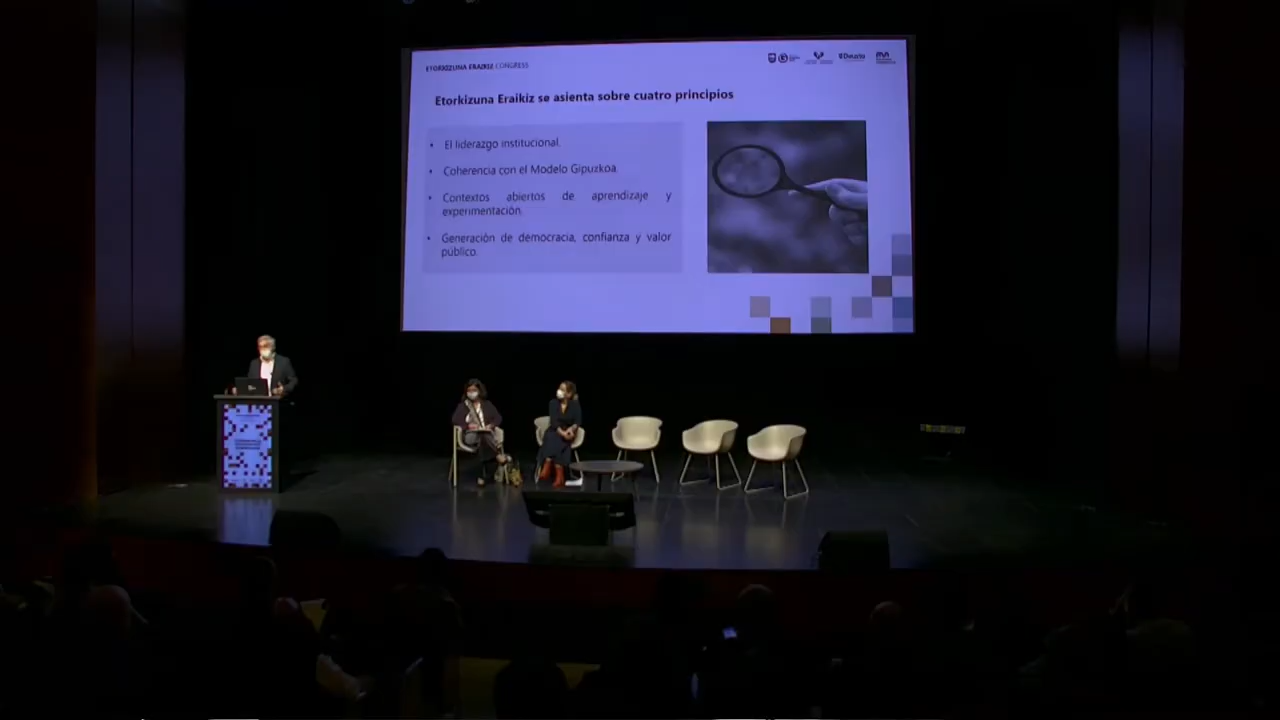 ETORKIZUNA ERAIKIZ CONGRESS
Deusto
Etorkizuna Eraikiz se asienta sobre cuatro principios
• El liderazgo institucional.
• Coherencia con el Modelo Gipuzkoa.
• Contextos abiertos de aprendizaje y
experimentación.
• Generación de democracia, confianza y valor
público.